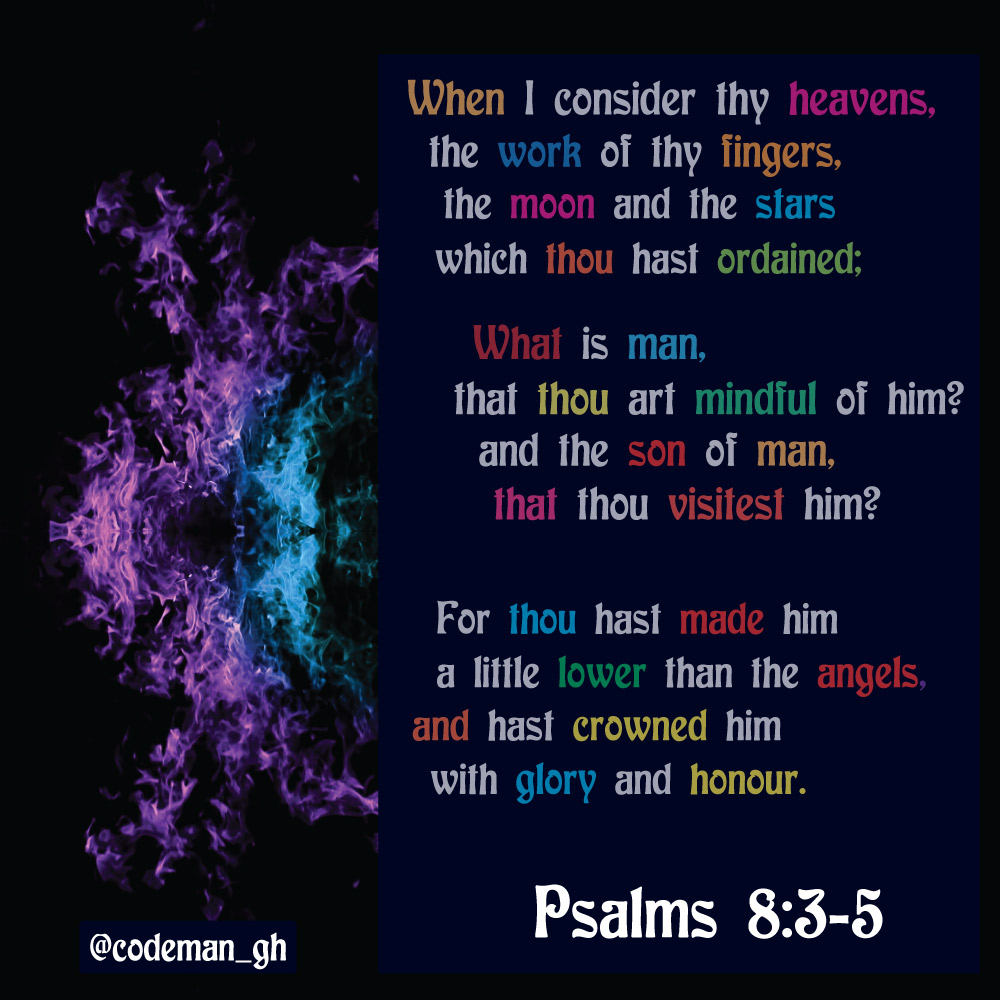 When I consider thy heavens,
the work of thy fingers,
the moon and the stars
which thou hast ordained;
What is man,
that thou art mindful of him?
and the son of man,
that thou visitest him?
For thou hast made him
a little lower than the angels,
and hast crowned him
with glory and honour.
Psalms 8:3-5
@codeman_gh